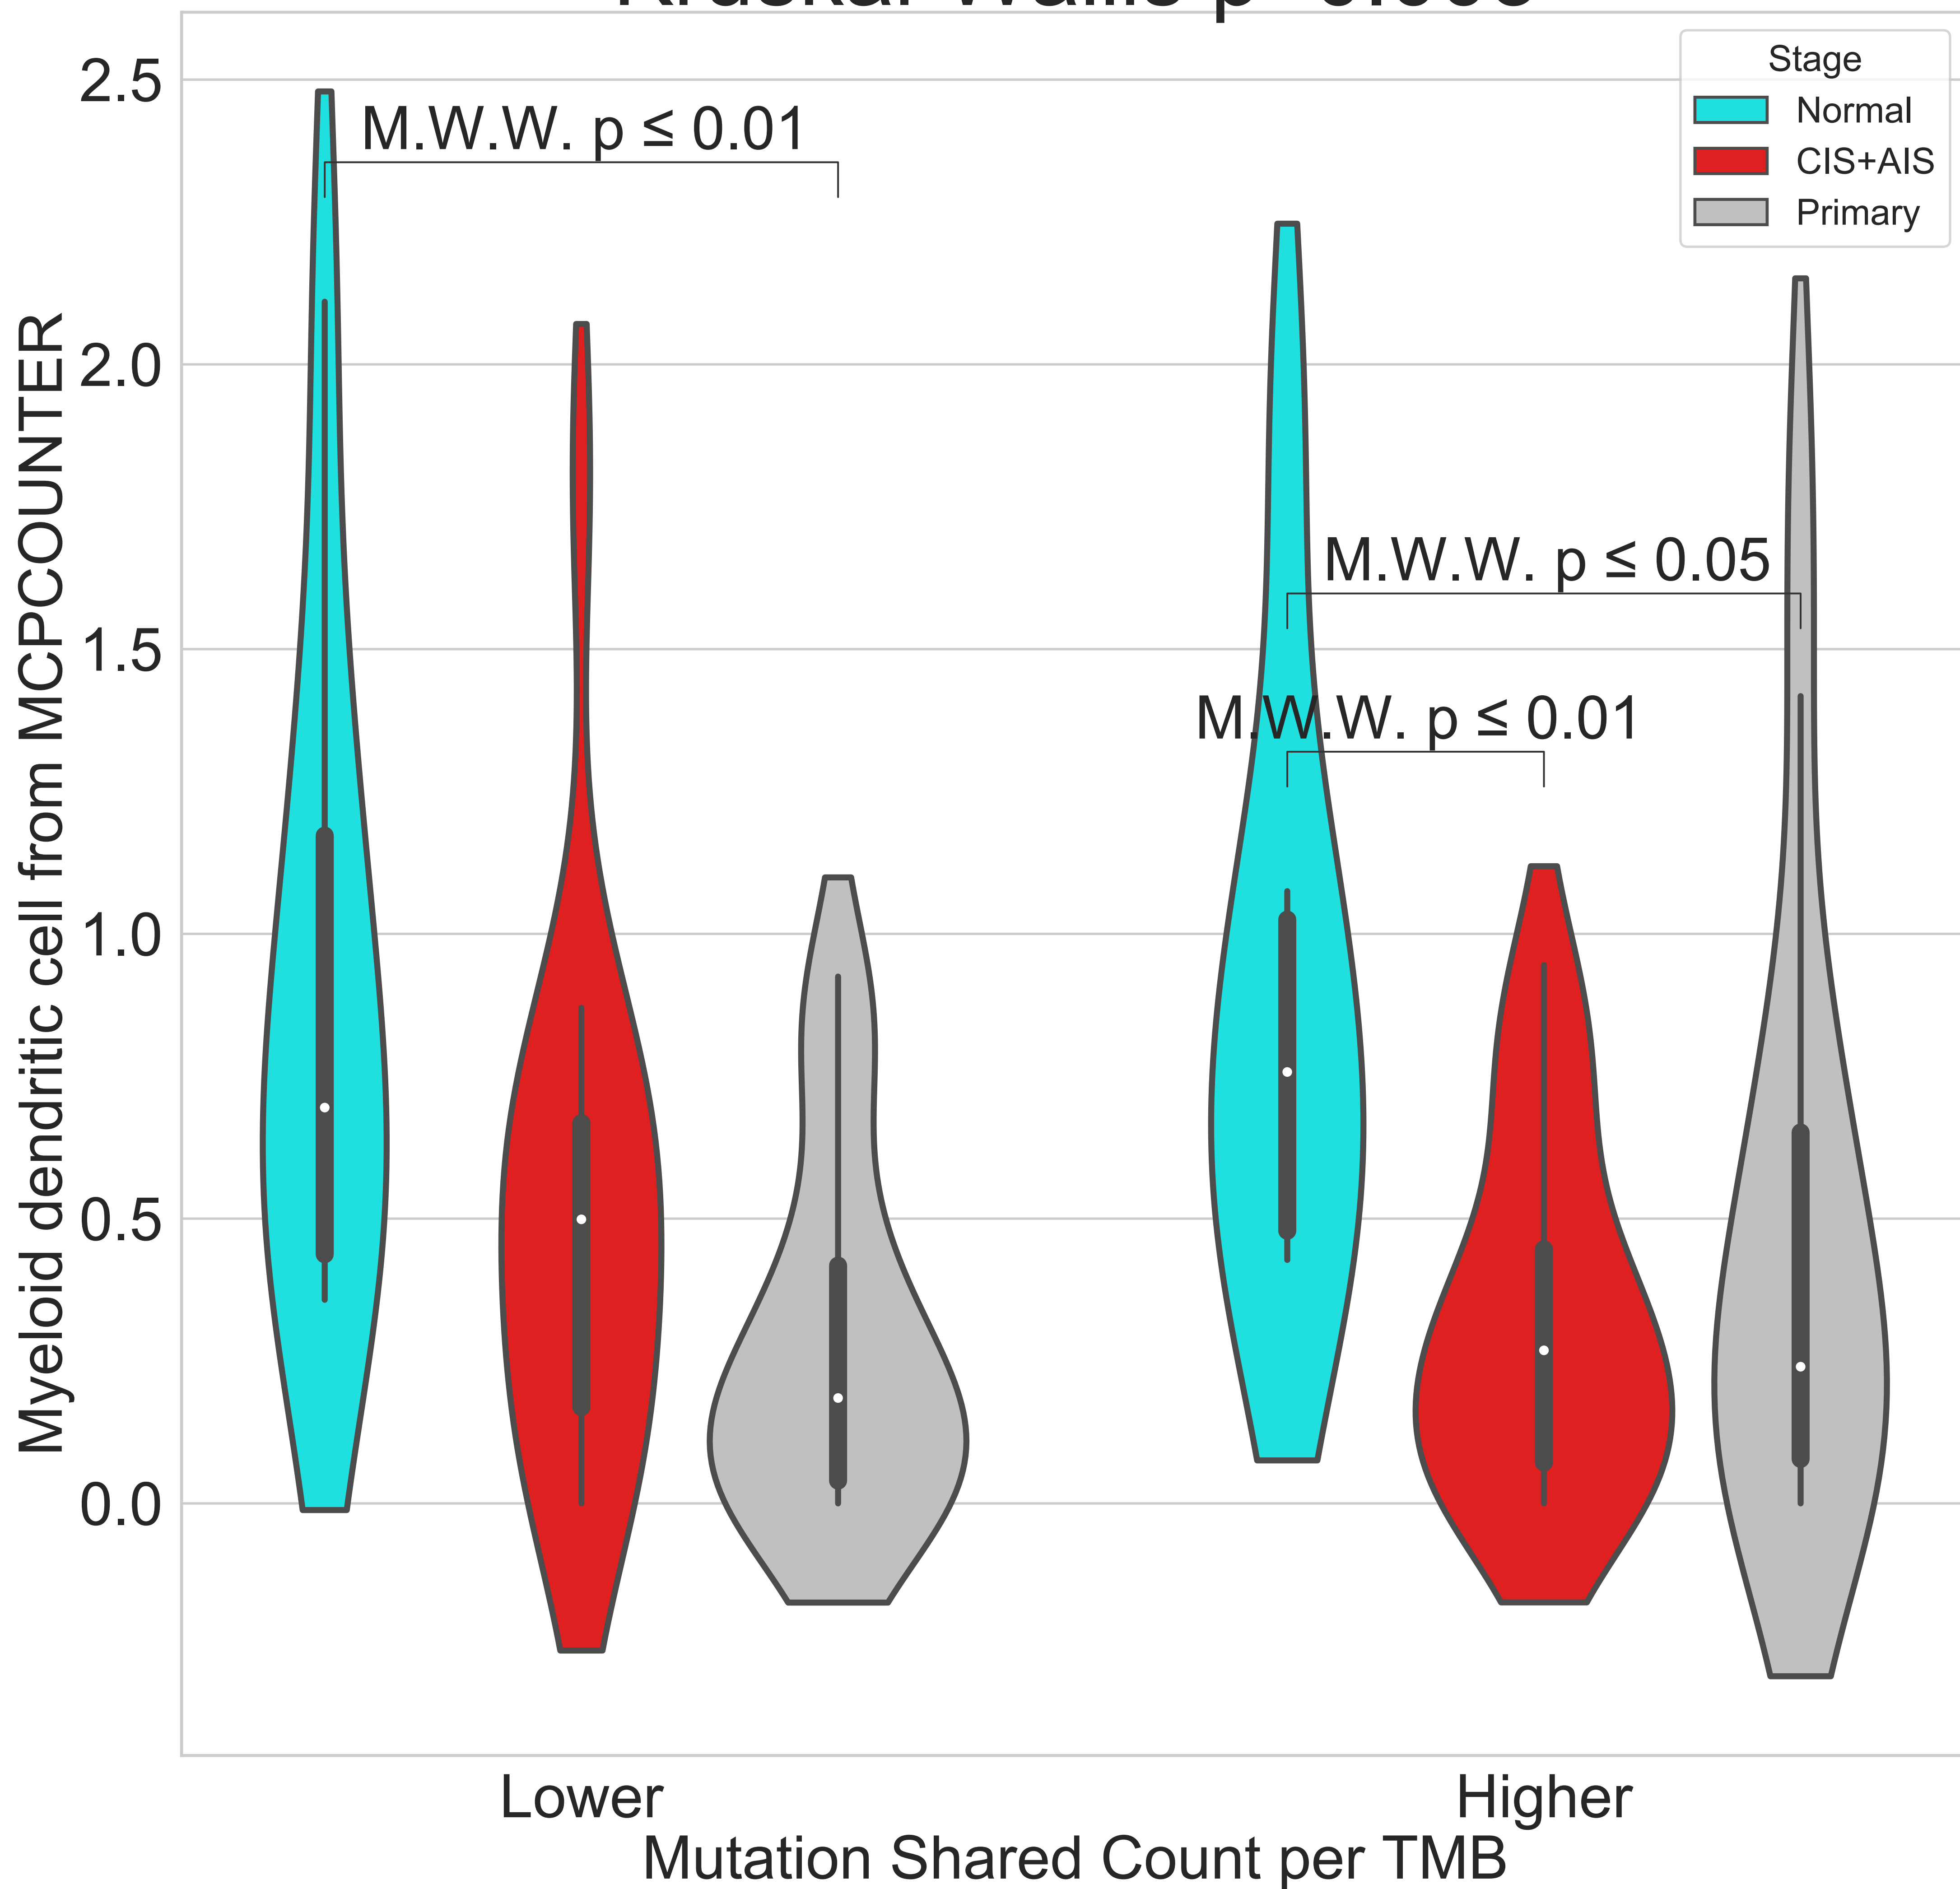 Stage
Normal
CIS+AIS
Primary
M.W.W. p ≤ 0.01
M.W.W. p ≤ 0.05
M.W.W. p ≤ 0.01
Myeloid dendritic cell from MCPCOUNTER
2.5
2.0
1.5
1.0
0.5
0.0
Lower
Higher
Mutation Shared Count per TMB